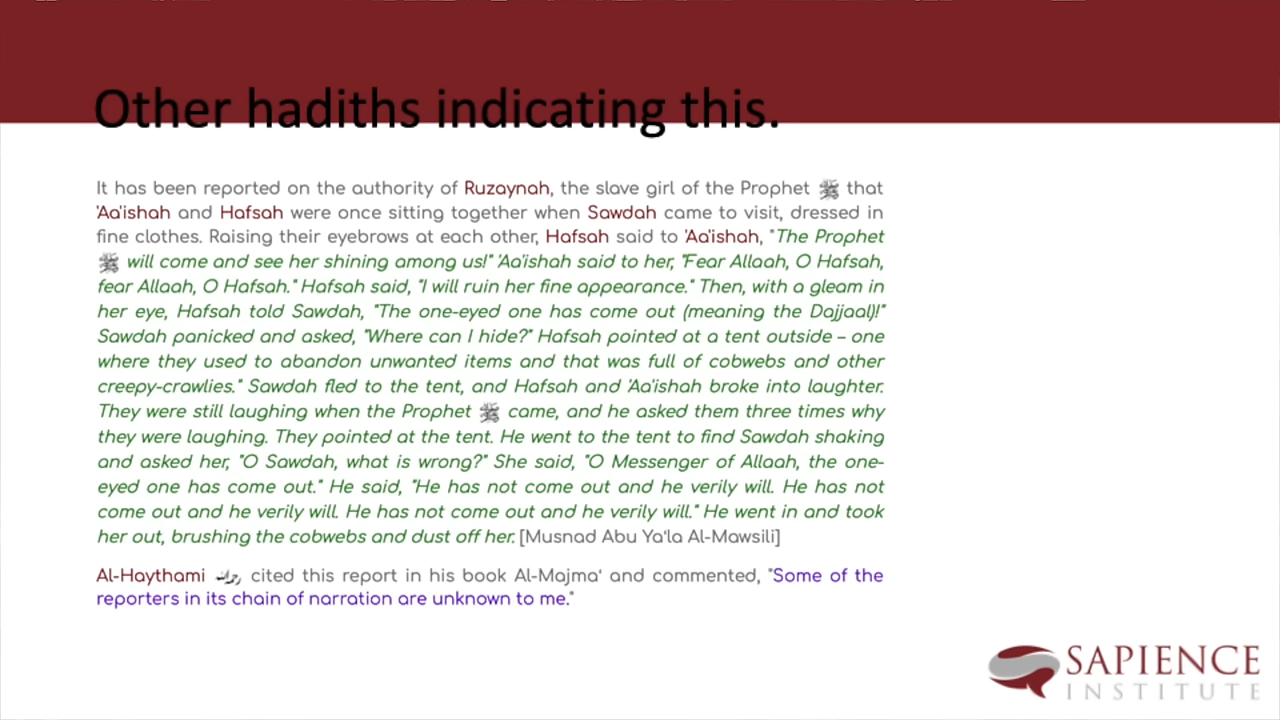 Other hadiths indicating this.
It has been reported on the authority of Ruzaynah, the slave girl of the Prophet ﷺ that
'Aa'ishah and Hafsah were once sitting together when Sawdah came to visit, dressed in
fine clothes. Raising their eyebrows at each other, Hafsah said to 'Aa'ishah, "The Prophet
ﷺ will come and see her shining among us!" 'Aa'ishah said to her, "Fear Allaah, O Hafsah,
fear Allaah, O Hafsah." Hafsah said, "I will ruin her fine appearance." Then, with a gleam in
her eye, Hafsah told Sawdah, "The one-eyed one has come out (meaning the Dajjaal)!"
Sawdah panicked and asked, "Where can I hide?" Hafsah pointed at a tent outside – one
where they used to abandon unwanted items and that was full of cobwebs and other
creepy-crawlies." Sawdah fled to the tent, and Hafsah and 'Aa'ishah broke into laughter.
They were still laughing when the Prophet ﷺ came, and he asked them three times why
they were laughing. They pointed at the tent. He went to the tent to find Sawdah shaking
and asked her, "O Sawdah, what is wrong?" She said, "O Messenger of Allaah, the one-
eyed one has come out." He said, "He has not come out and he verily will. He has not
come out and he verily will. He has not come out and he verily will." He went in and took
her out, brushing the cobwebs and dust off her. [Musnad Abu Ya'la Al-Mawsili]
Al-Haythami cited this report in his book Al-Majma' and commented, "Some of the
reporters in its chain of narration are unknown to me."
SAPIENCE
INSTITUTE